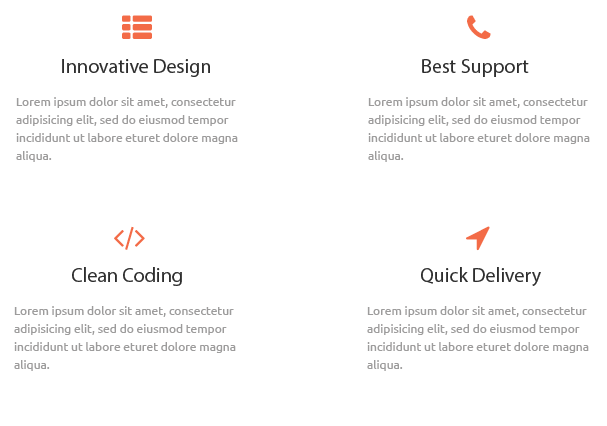 Innovative Design
Lorem ipsum dolor sit amet, consectetur
adipisicing elit, sed do eiusmod tempor
incididunt ut labore eturet dolore magna
aliqua.
Best Support
Lorem ipsum dolor sit amet, consectetur
adipisicing elit, sed do eiusmod tempor
incididunt ut labore eturet dolore magna
aliqua.
Clean Coding
Lorem ipsum dolor sit amet, consectetur
adipisicing elit, sed do eiusmod tempor
incididunt ut labore eturet dolore magna
aliqua.
Quick Delivery
Lorem ipsum dolor sit amet, consectetur
adipisicing elit, sed do eiusmod tempor
incididunt ut labore eturet dolore magna
aliqua.